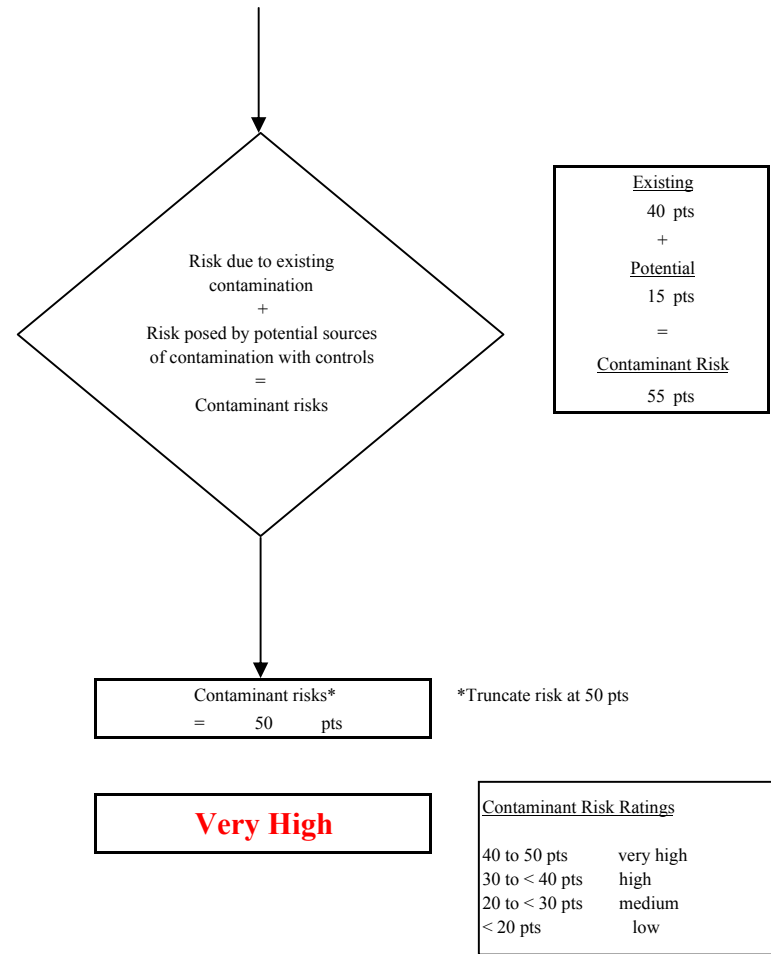 Risk due to existing
contamination
+
Risk posed by potential sources
of contamination with controls
=
Contaminant risks
Existing
40 pts
+
Potential
15 pts
=
Contaminant Risk
55 pts
Contaminant risks*
= 50 pts
*Truncate risk at 50 pts
Very High
Contaminant Risk Ratings
40 to 50 pts very high
30 to < 40 pts high
20 to < 30 pts medium
< 20 pts low